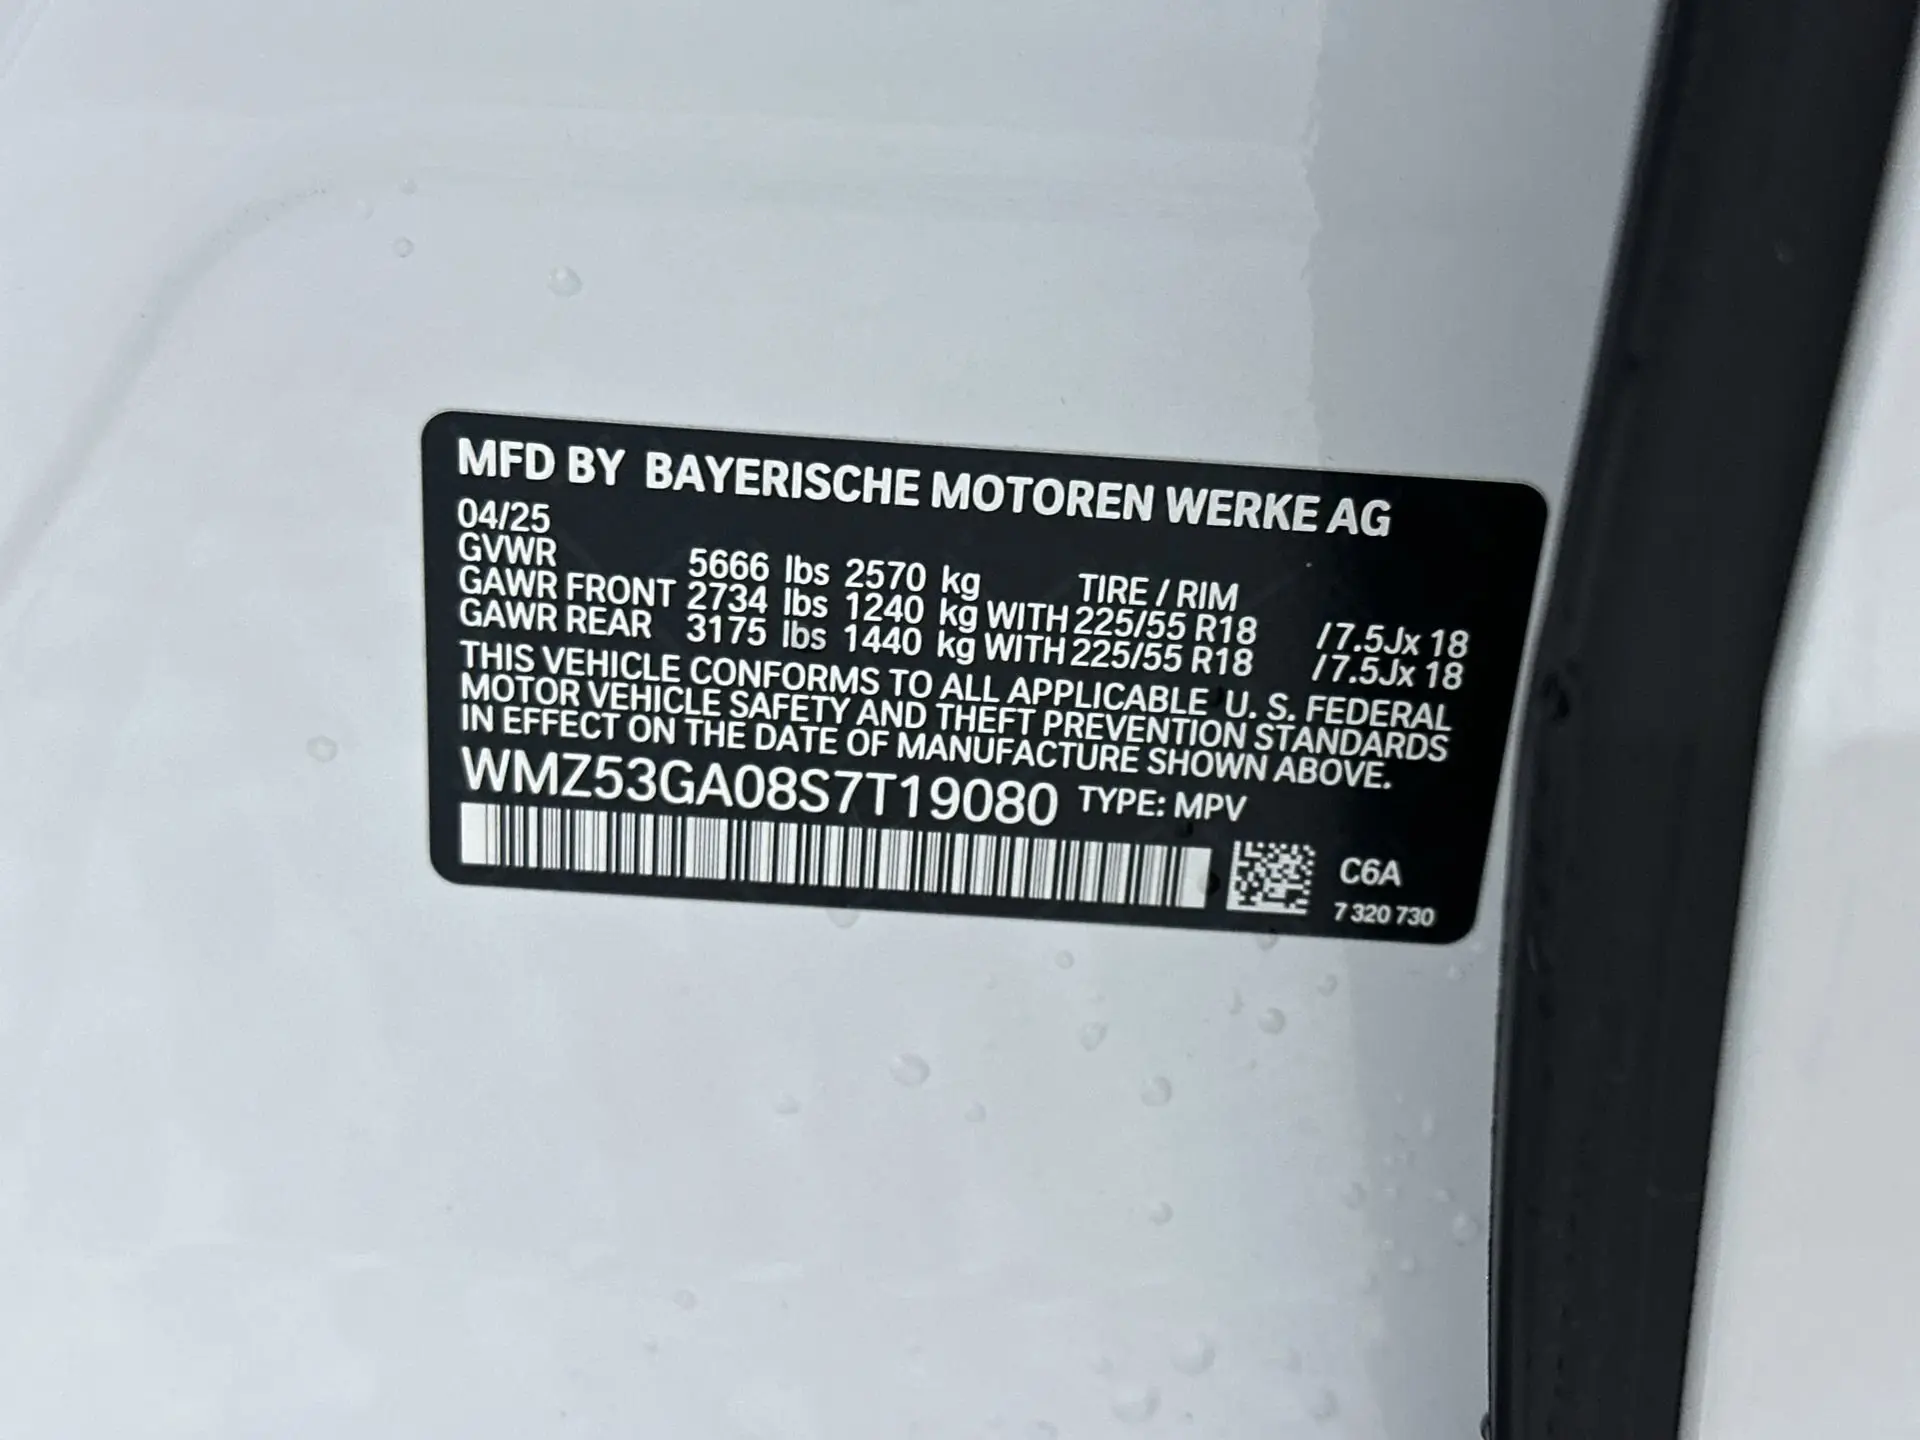 MFD BY BAYERISCHE MOTOREN WERKE AG
04/25
GVWR 5666 lbs 2570 kg TIRE / RIM
GAWR FRONT 2734 lbs 1240 kg WITH 225/55 R18 /7.5Jx 18
GAWR REAR 3175 lbs 1440 kg WITH 225/55 R18 /7.5Jx 18
THIS VEHICLE CONFORMS TO ALL APPLICABLE U. S. FEDERAL
MOTOR VEHICLE SAFETY AND THEFT PREVENTION STANDARDS
IN EFFECT ON THE DATE OF MANUFACTURE SHOWN ABOVE.
WMZ53GA08S7T19080 TYPE: MPV
C6A
7 320 730